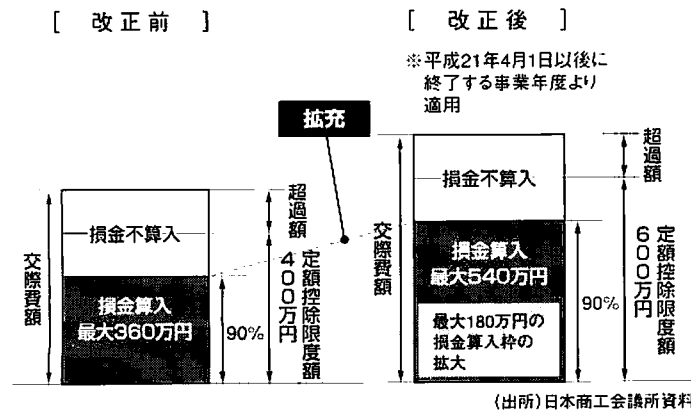 [ 改正前 ]
交際費額
損金不算入
損金算入
最大360万円
90%
超過額
定額控除限度額
400万円
拡充
[ 改正後 ]
※平成21年4月1日以後に
終了する事業年度より
適用
交際費額
損金不算入
損金算入
最大540万円
最大180万円の
損金算入枠の
拡大
90%
超過額
定額控除限度額
600万円
(出所)日本商工会議所資料